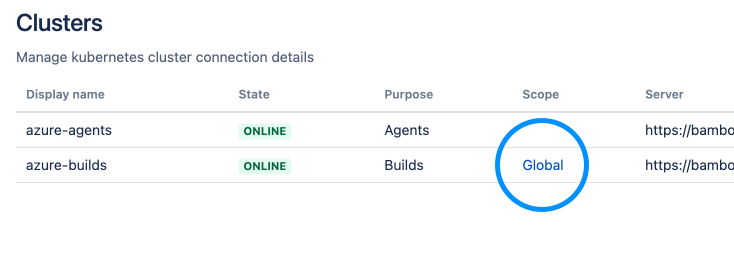 Clusters
Manage kubernetes cluster connection details
Display name State Purpose Scope Server
azure-agents ONLINE Agents https://bambo
azure-builds ONLINE Builds Global https://bambo